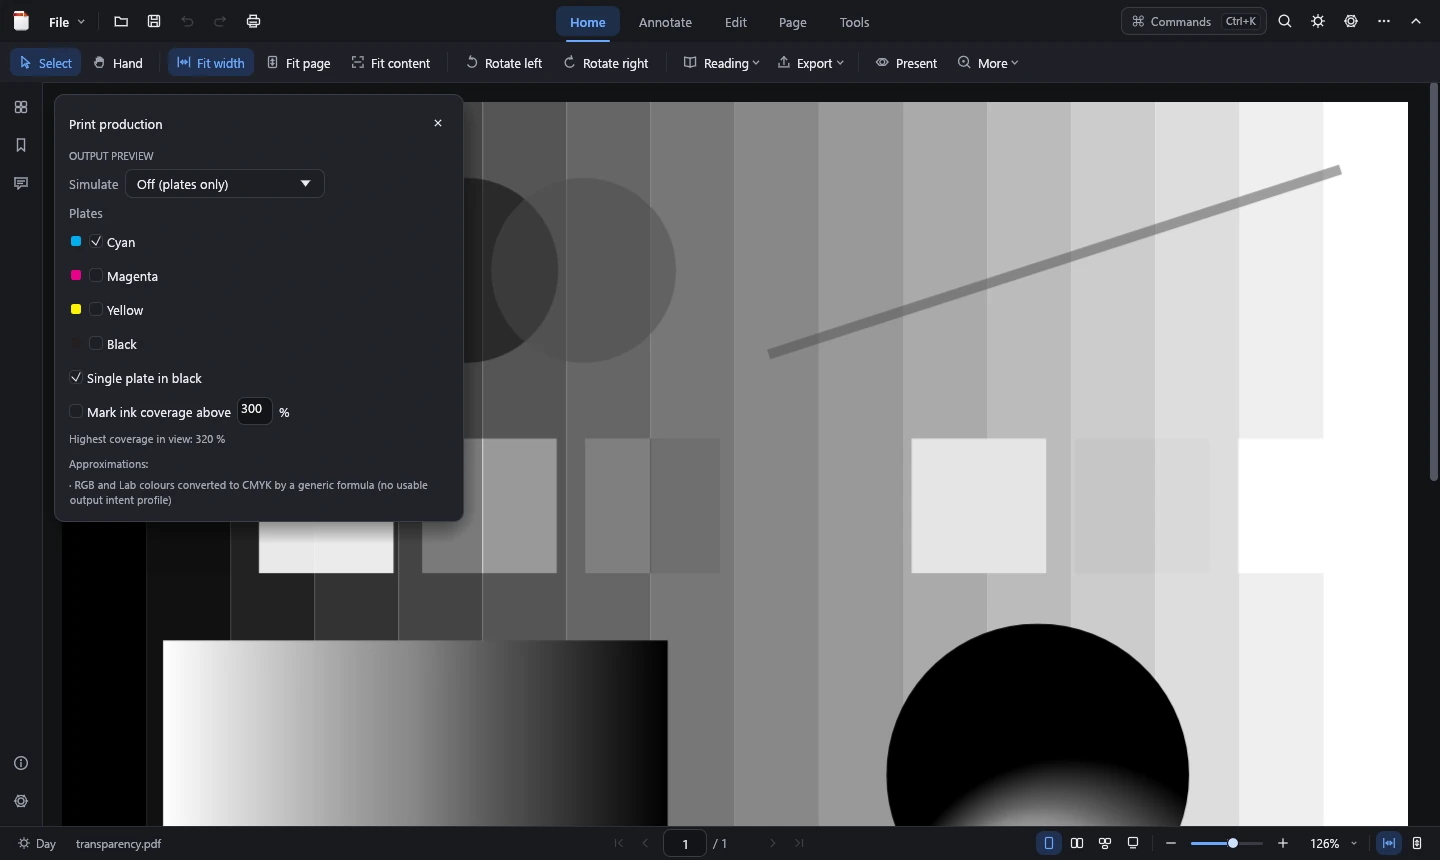 File
Home
Annotate
Edit
Page
Tools
Commands
Ctrl+K
Select
Hand
Fit width
Fit page
Fit content
Rotate left
Rotate right
Reading
Export
Present
More
Print production
OUTPUT PREVIEW
Simulate
Off (plates only)
Plates
Cyan
Magenta
Yellow
Black
Single plate in black
Mark ink coverage above 300 %
Highest coverage in view: 320 %
Approximations:
· RGB and Lab colours converted to CMYK by a generic formula (no usable
output intent profile)
Day
transparency.pdf
1 / 1
126%